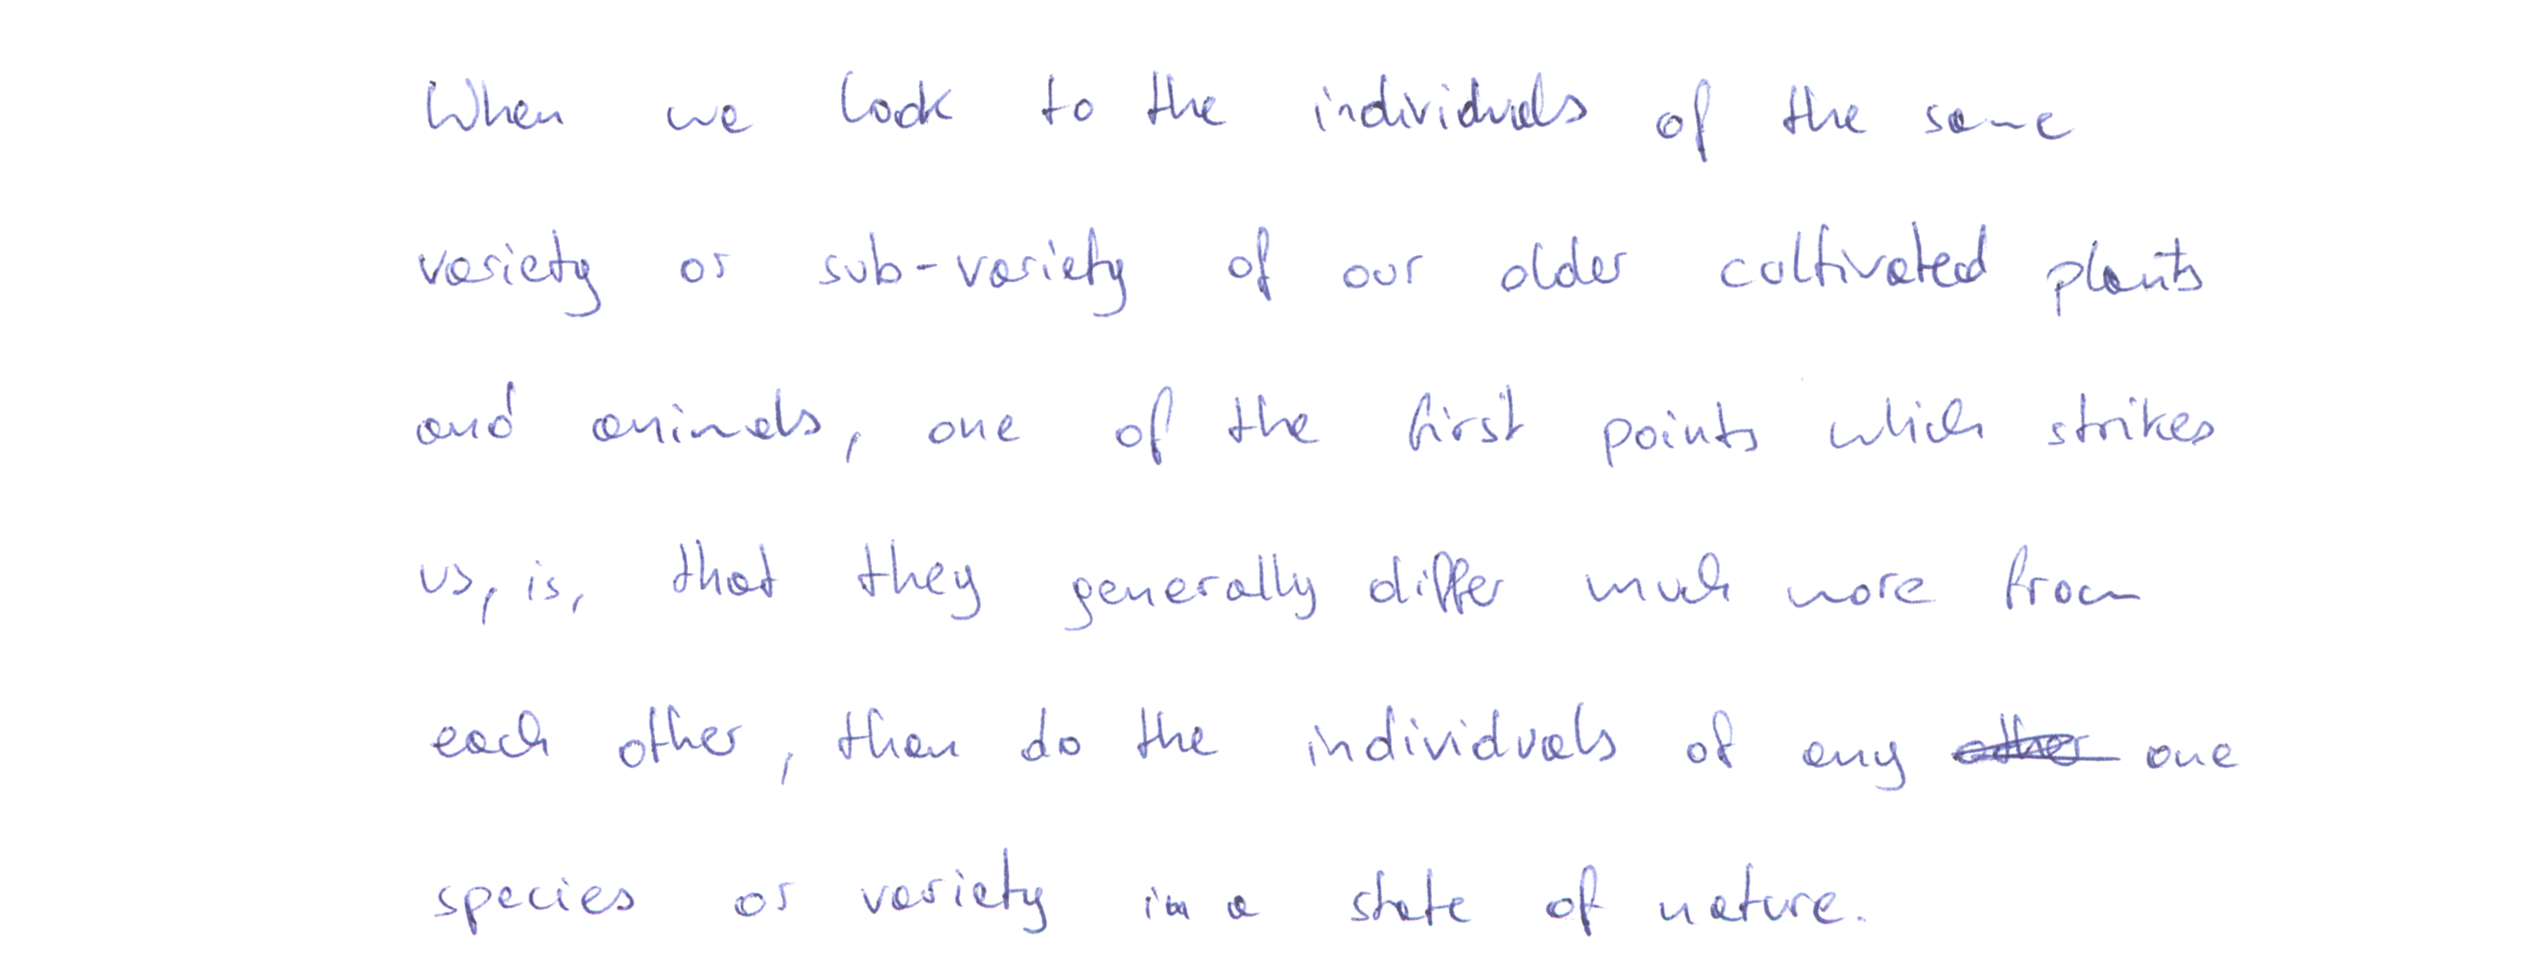 When we look to the individuals of the same
variety or sub-variety of our older cultivated plants
and animals, one of the first points which strikes
us, is, that they generally differ much more from
each other, than do the individuals of any ~~other~~ one
species or variety in a state of nature.